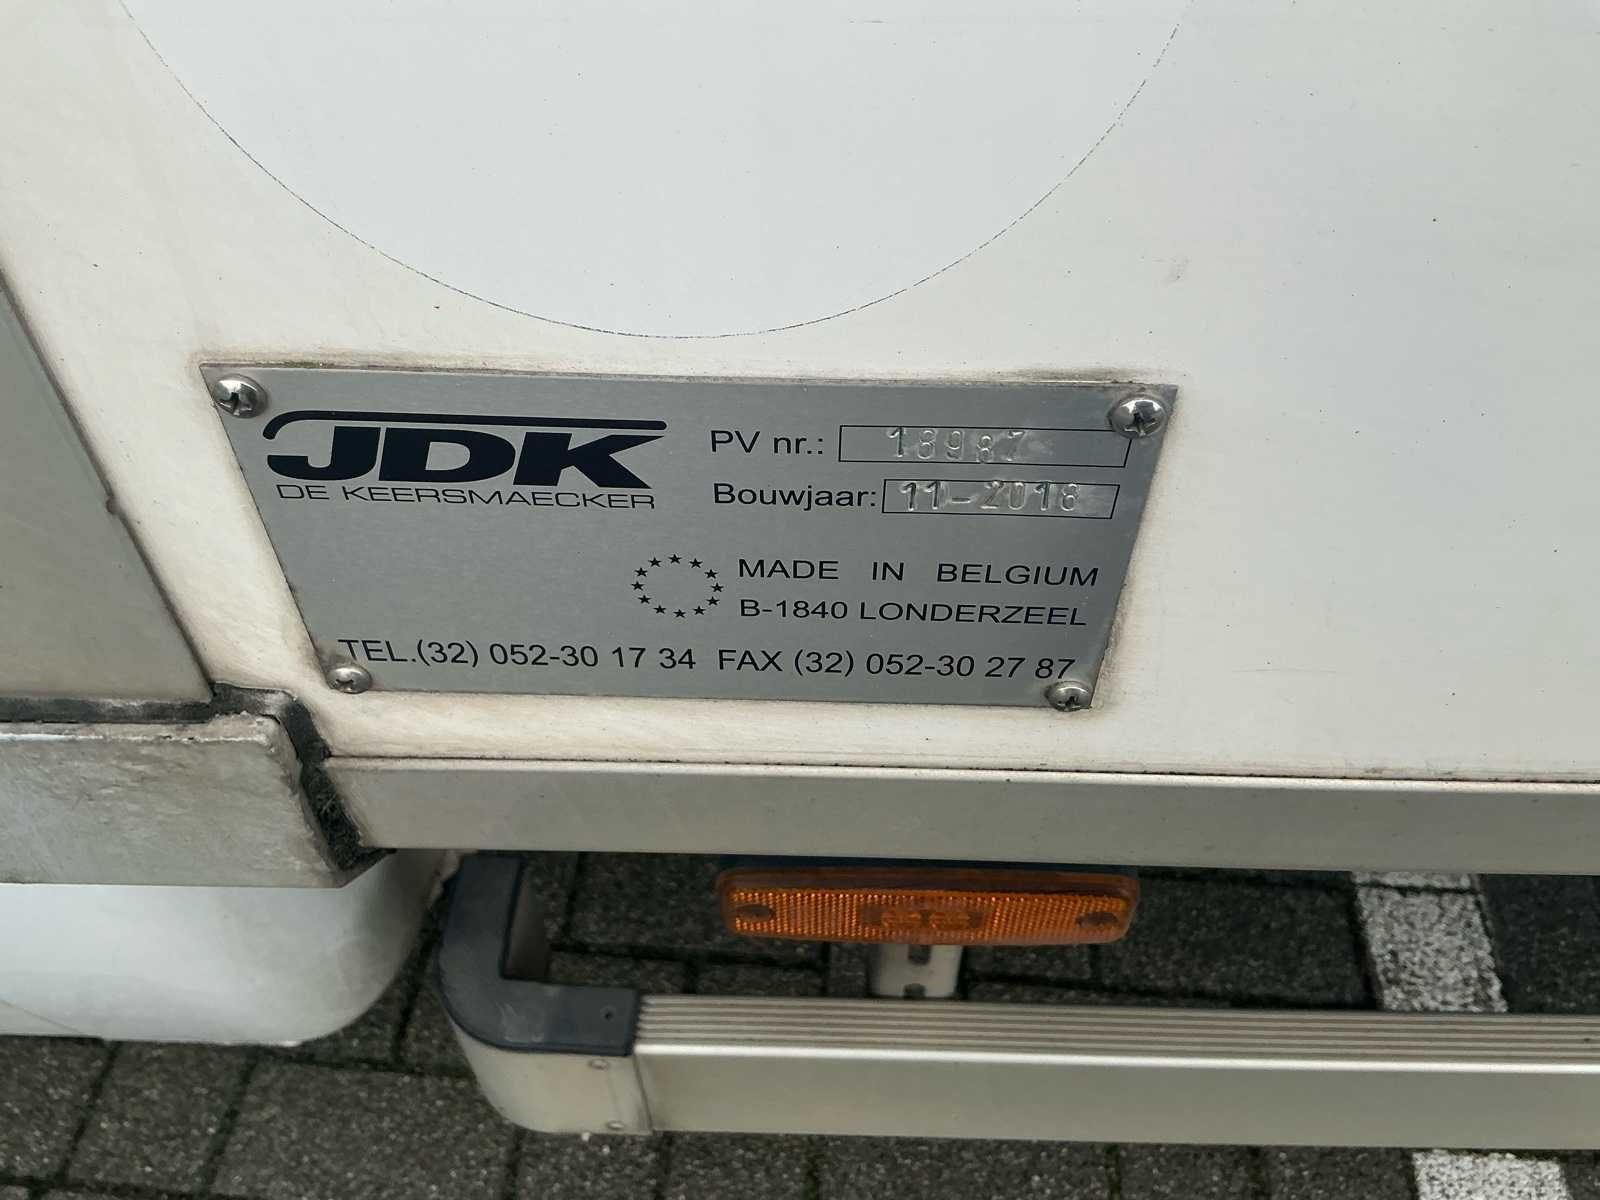 JDK
DE KEERSMAECKER
PV nr.: 18987
Bouwjaar: 11-2018
MADE IN BELGIUM
B-1840 LONDERZEEL
TEL.(32) 052-30 17 34 FAX (32) 052-30 27 87